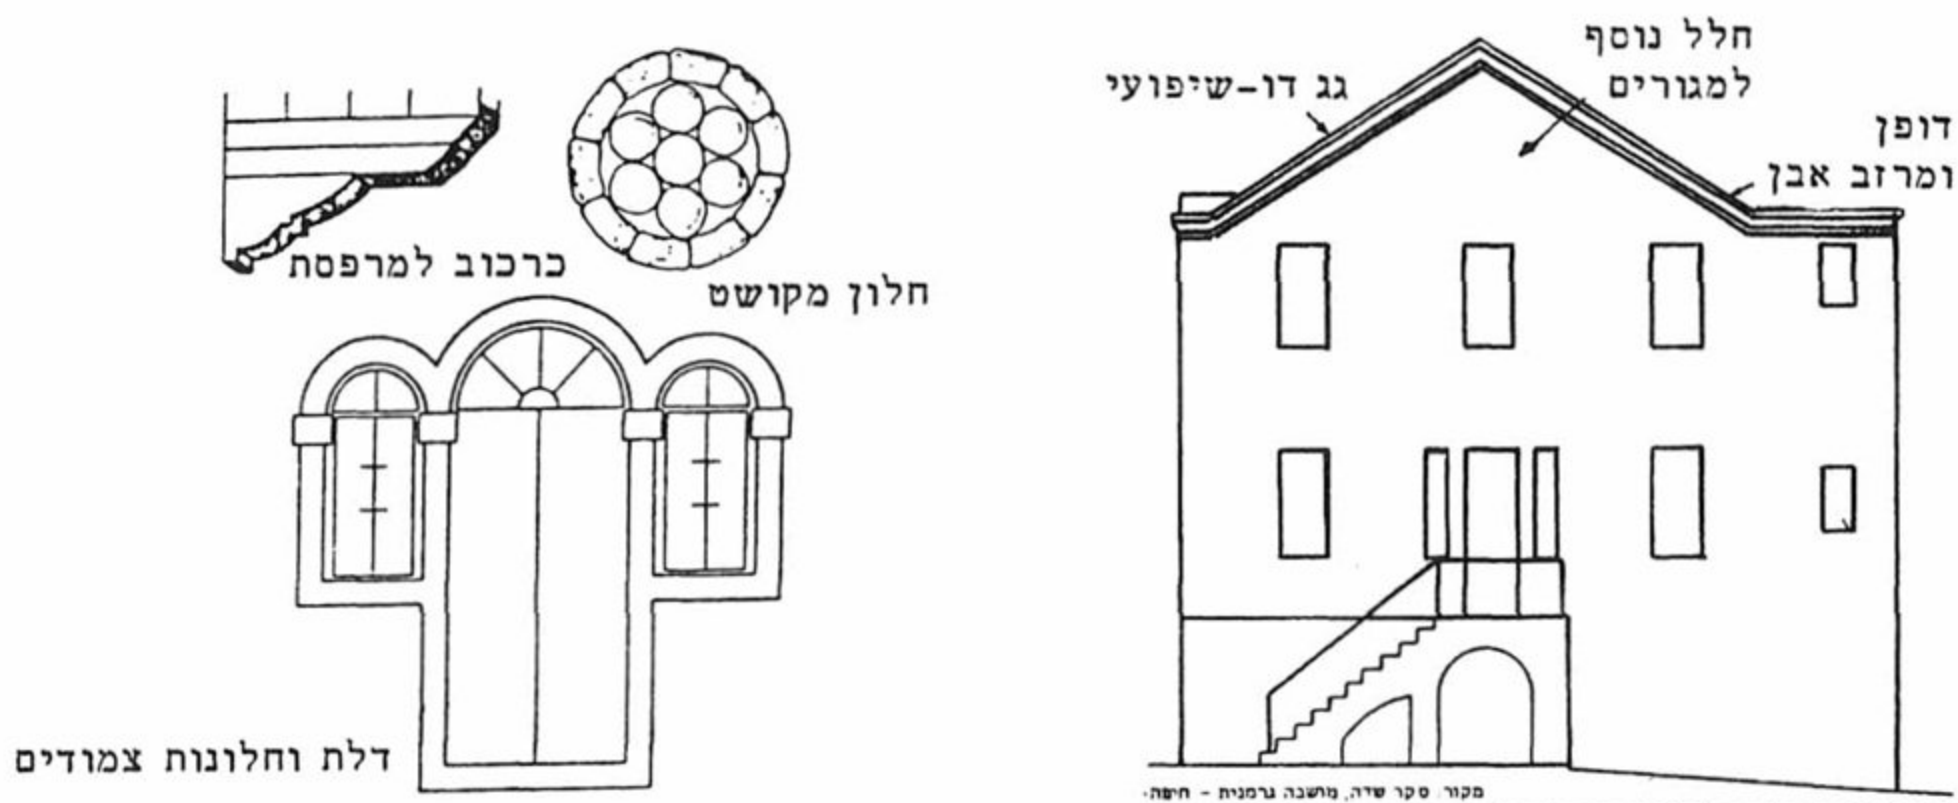 חלל נוסף
למגורים
גג דו-שיפועי
דופן
ומרזב אבן
כרכוב למרפסת
חלון מקושט
דלת וחלונות צמודים
מקור: סקר שדה, מושבה גרמנית - חיפה.